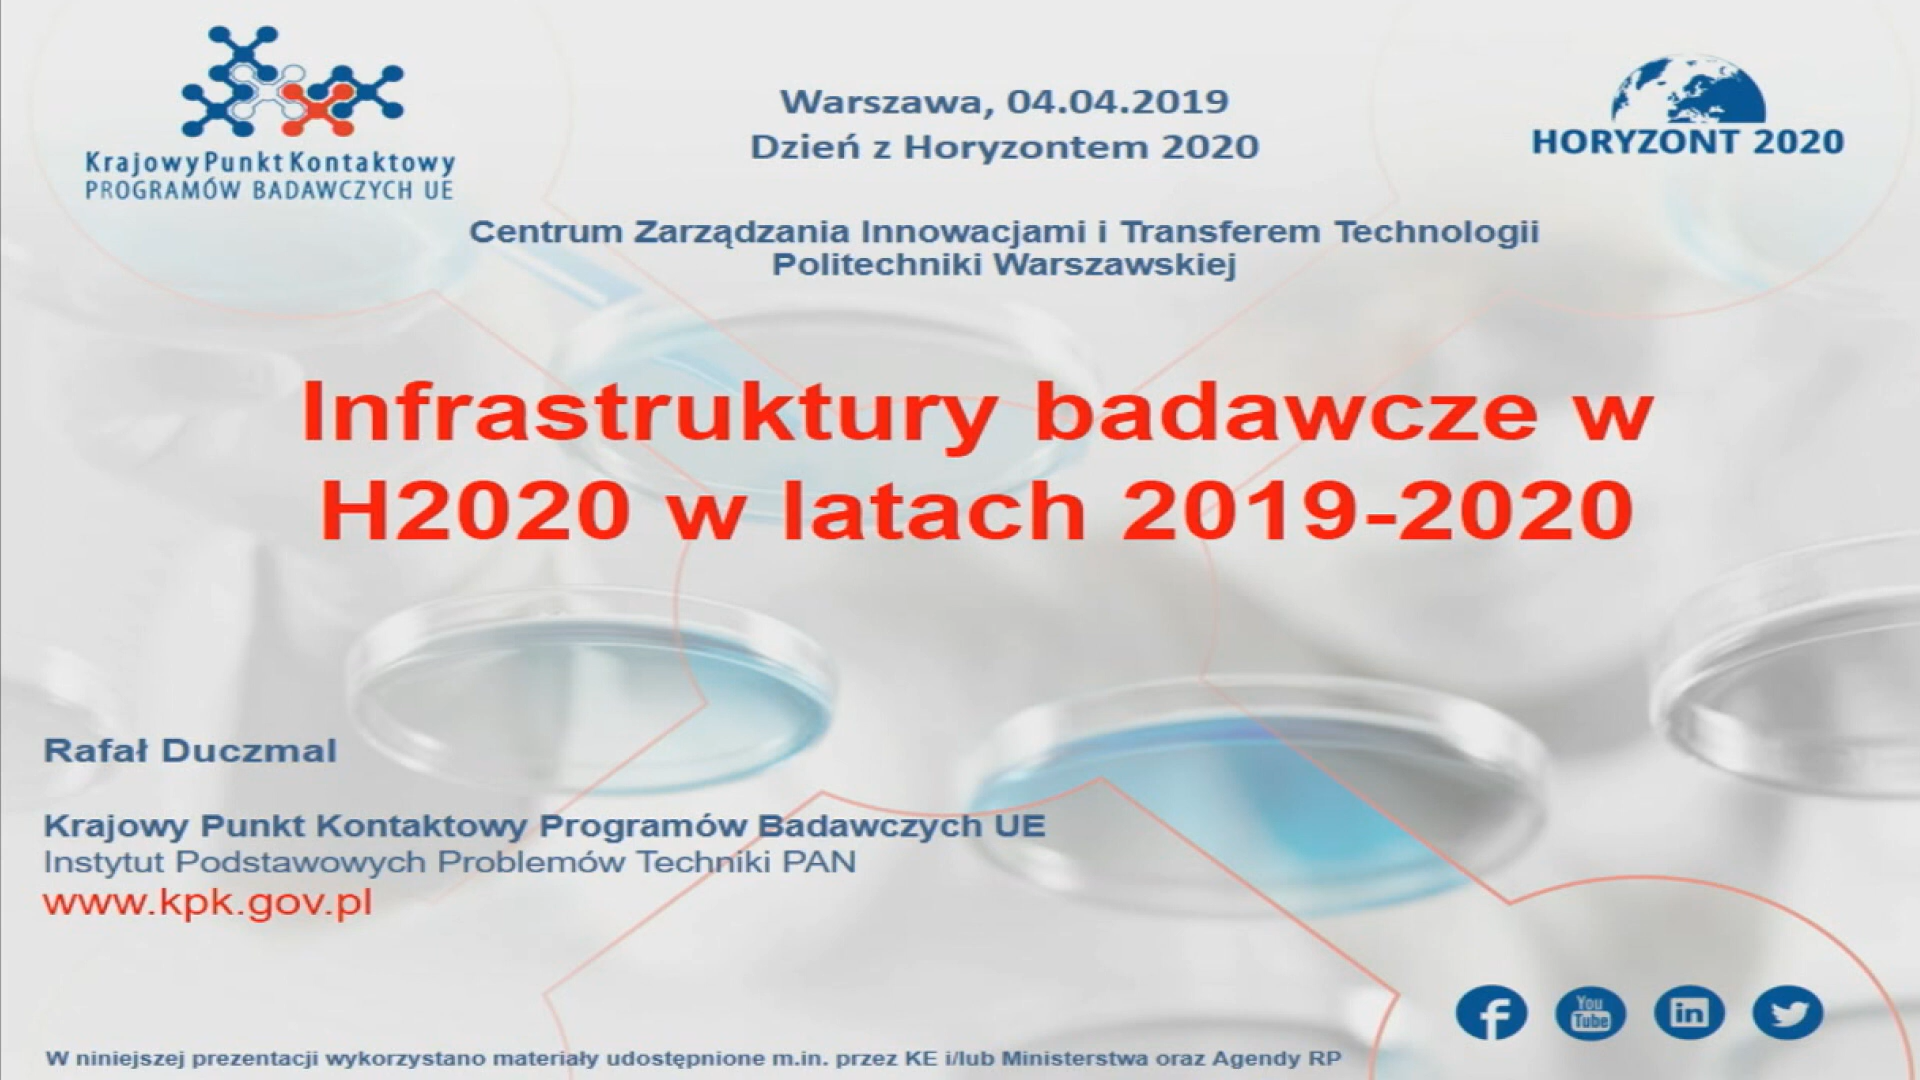 Krajowy Punkt Kontaktowy
PROGRAMÓW BADAWCZYCH UE
Warszawa, 04.04.2019
Dzień z Horyzontem 2020
HORYZONT 2020
Centrum Zarządzania Innowacjami i Transferem Technologii
Politechniki Warszawskiej
Infrastruktury badawcze w
H2020 w latach 2019-2020
Rafał Duczmal
Krajowy Punkt Kontaktowy Programów Badawczych UE
Instytut Podstawowych Problemów Techniki PAN
www.kpk.gov.pl
f
You
Tube
in
W niniejszej prezentacji wykorzystano materiały udostępnione m.in. przez KE i/lub Ministerstwa oraz Agendy RP